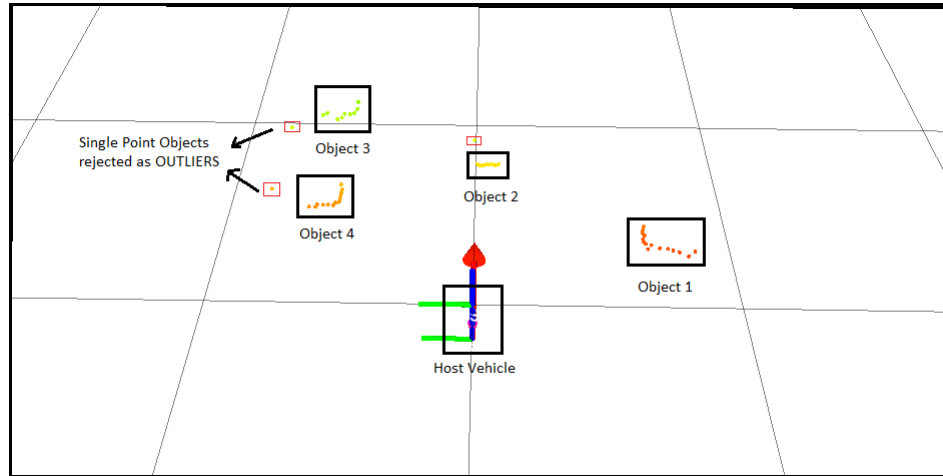 Single Point Objects
rejected as OUTLIERS
Object 3
Object 2
Object 4
Object 1
Host Vehicle